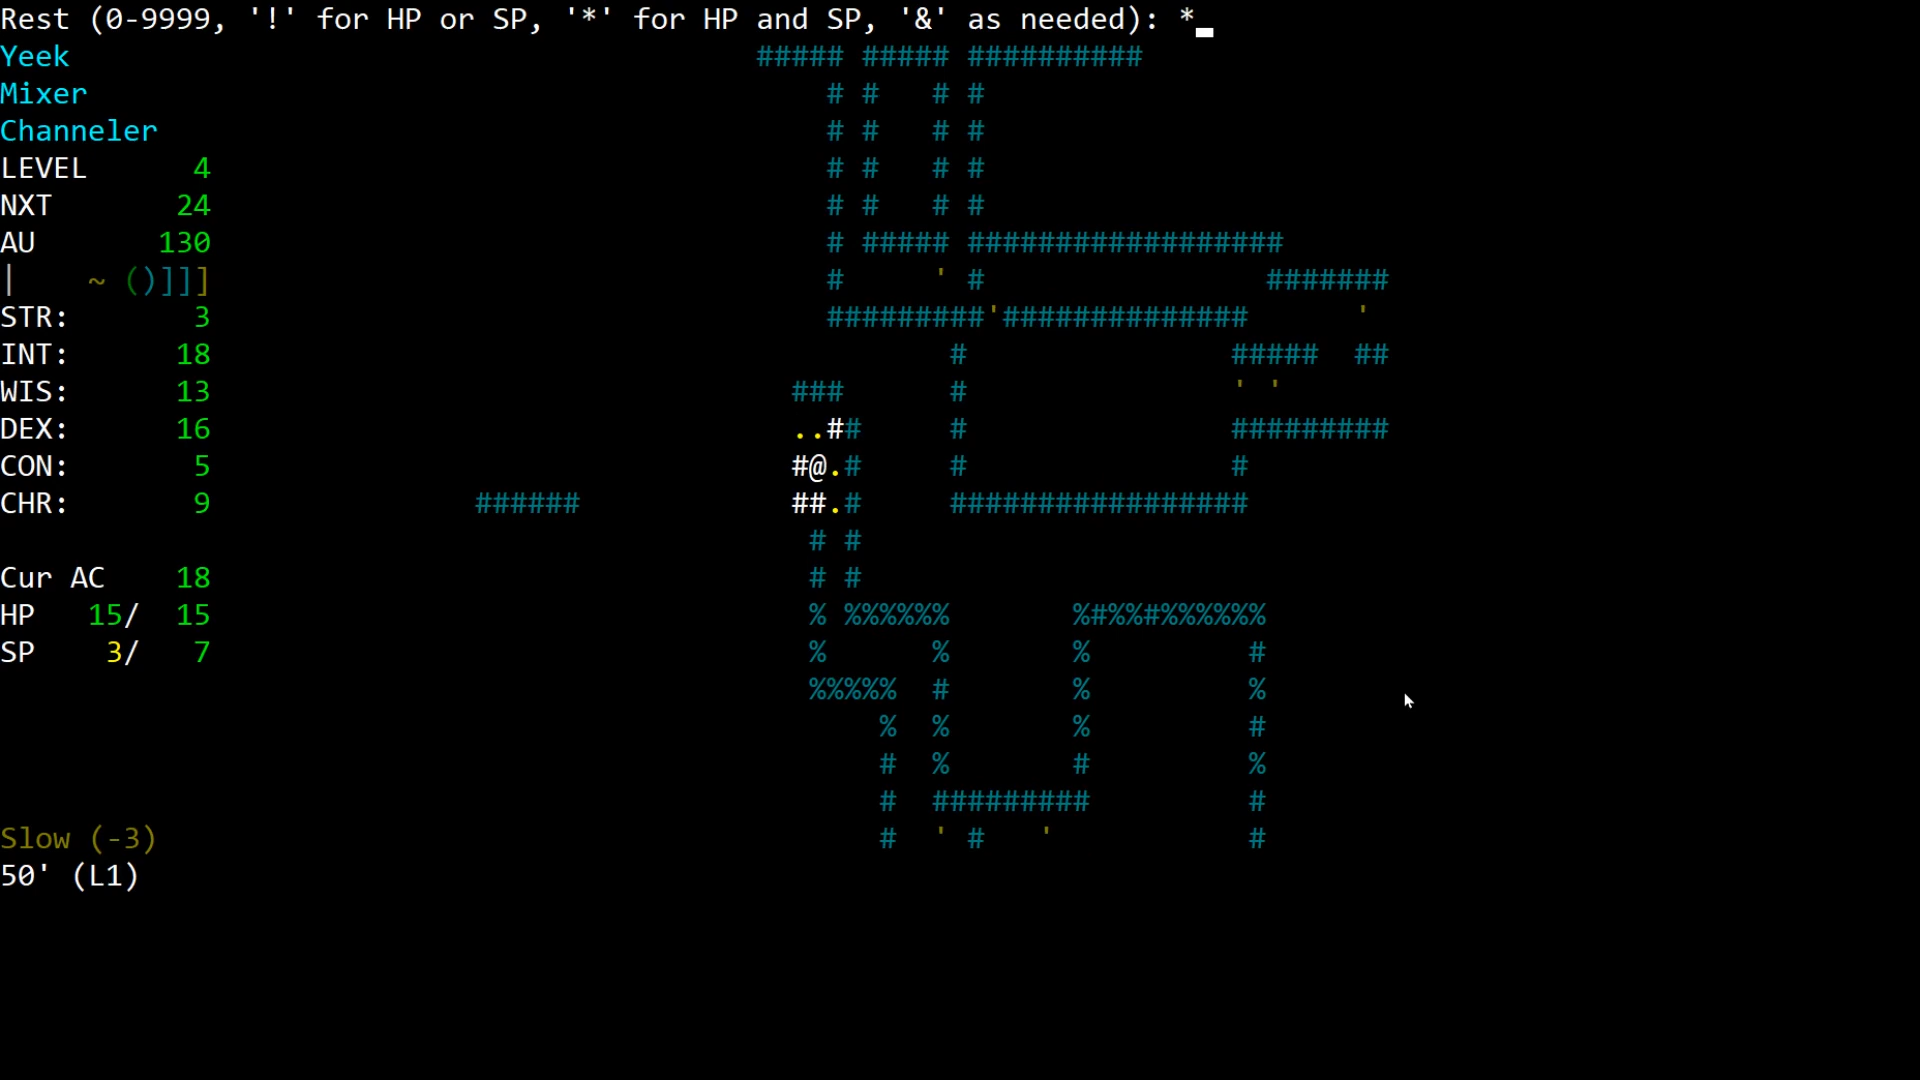 Rest (0-9999, '!' for HP or SP, '*' for HP and SP, '&' as needed): *
Yeek ##### ##### ##########
Mixer # # # #
Channeler # # # #
LEVEL 4 # # # #
NXT 24 # # # #
AU 130 # ##### ##################
| ~ ()]]] # ' # #######
STR: 3 #########'############## '
INT: 18 # ##### ##
WIS: 13 ### # ' '
DEX: 16 ..## # #########
CON: 5 #@.# # #
CHR: 9 ###### ##.# #################
# #
Cur AC 18 # #
HP 15/ 15 % %%%%%% %#%%#%%%%%%
SP 3/ 7 % % % #
%%%%% # % %
% % % #
# % # %
# ######### #
Slow (-3) # ' # ' #
50' (L1)